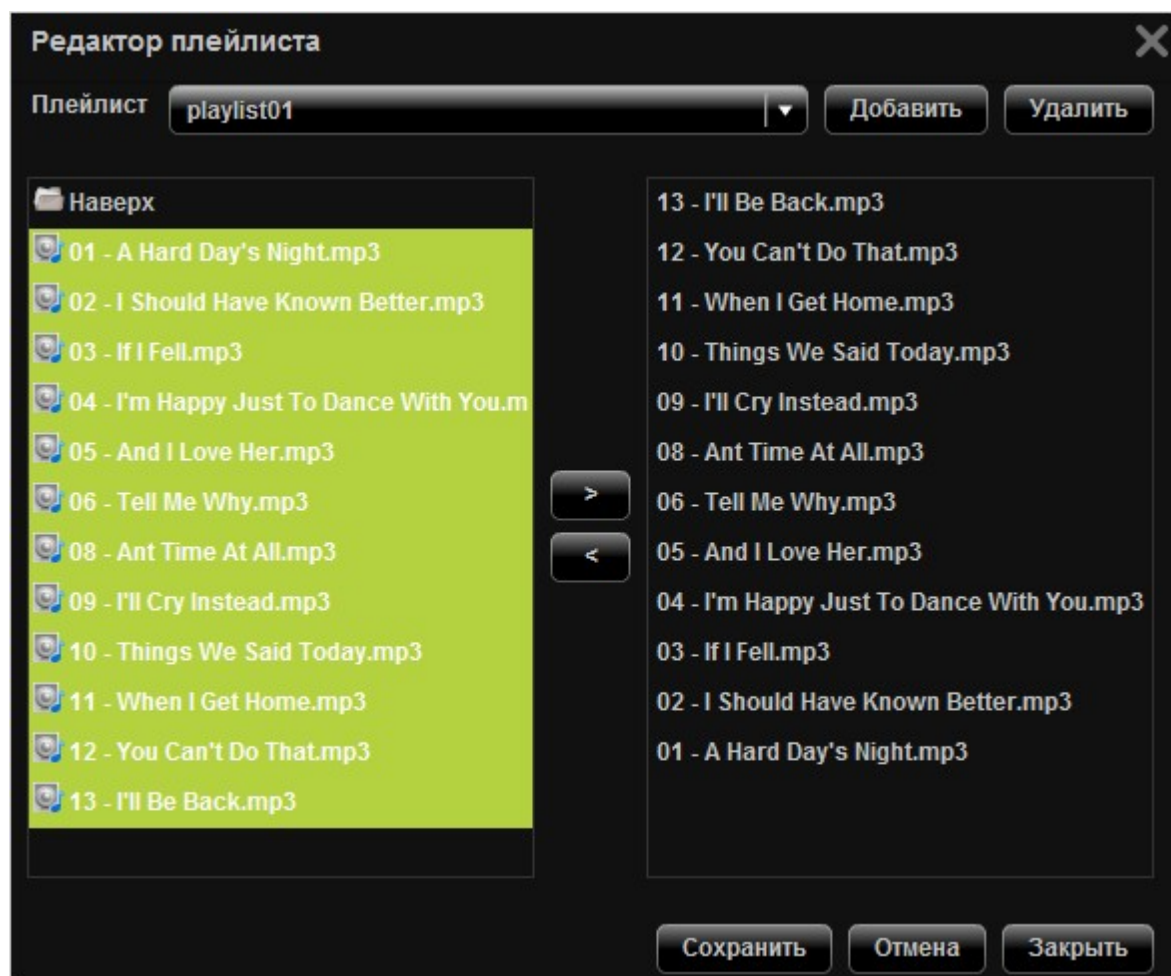 Редактор плейлиста
Плейлист playlist01 Добавить Удалить
Наверх
01 - A Hard Day's Night.mp3
02 - I Should Have Known Better.mp3
03 - If I Fell.mp3
04 - I'm Happy Just To Dance With You.m
05 - And I Love Her.mp3
06 - Tell Me Why.mp3
08 - Ant Time At All.mp3
09 - I'll Cry Instead.mp3
10 - Things We Said Today.mp3
11 - When I Get Home.mp3
12 - You Can't Do That.mp3
13 - I'll Be Back.mp3
>
<
13 - I'll Be Back.mp3
12 - You Can't Do That.mp3
11 - When I Get Home.mp3
10 - Things We Said Today.mp3
09 - I'll Cry Instead.mp3
08 - Ant Time At All.mp3
06 - Tell Me Why.mp3
05 - And I Love Her.mp3
04 - I'm Happy Just To Dance With You.mp3
03 - If I Fell.mp3
02 - I Should Have Known Better.mp3
01 - A Hard Day's Night.mp3
Сохранить Отмена Закрыть